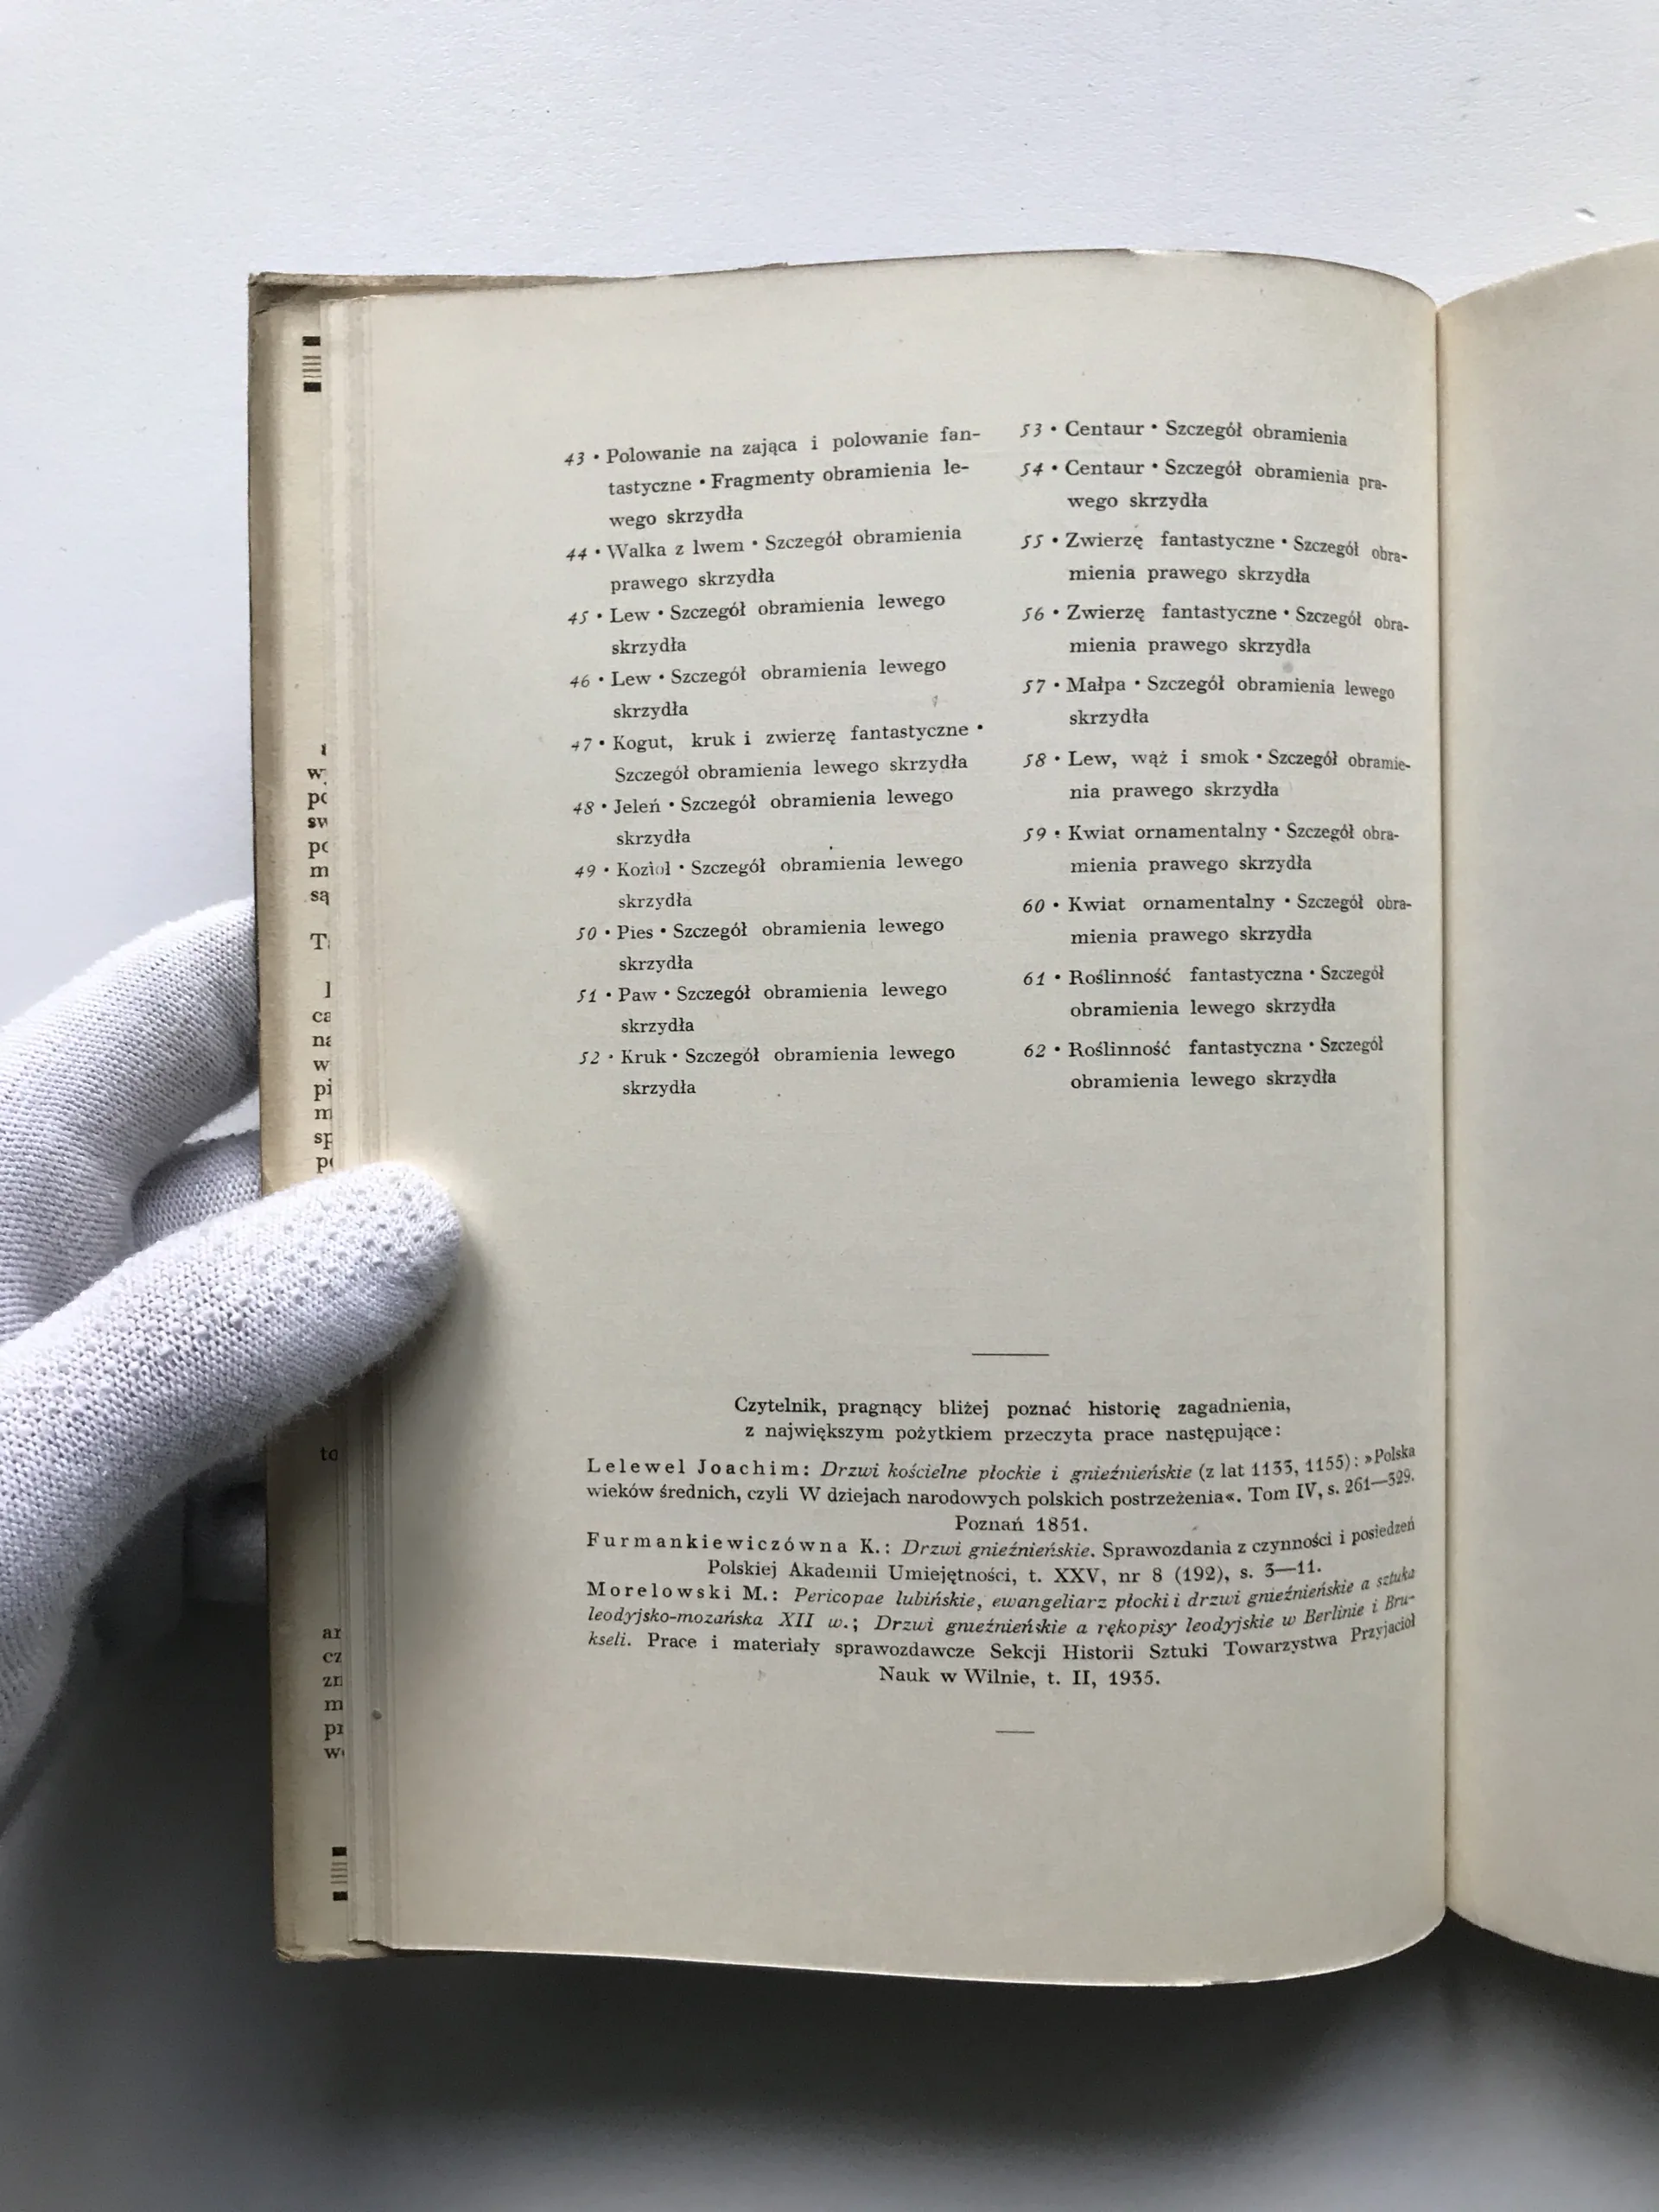 43 • Polowanie na zająca i polowanie fan-
tastyczne • Fragmenty obramienia le-
wego skrzydła
44 • Walka z lwem • Szczegół obramienia
prawego skrzydła
45 • Lew • Szczegół obramienia lewego
skrzydła
46 • Lew • Szczegół obramienia lewego
skrzydła
47 • Kogut, kruk i zwierzę fantastyczne •
Szczegół obramienia lewego skrzydła
48 • Jeleń • Szczegół obramienia lewego
skrzydła
49 • Kozioł • Szczegół obramienia lewego
skrzydła
50 • Pies • Szczegół obramienia lewego
skrzydła
51 • Paw • Szczegół obramienia lewego
skrzydła
52 • Kruk • Szczegół obramienia lewego
skrzydła
53 • Centaur • Szczegół obramienia
54 • Centaur • Szczegół obramienia pra-
wego skrzydła
55 • Zwierzę fantastyczne • Szczegół obra-
mienia prawego skrzydła
56 • Zwierzę fantastyczne • Szczegół obra-
mienia prawego skrzydła
57 • Małpa • Szczegół obramienia lewego
skrzydła
58 • Lew, wąż i smok • Szczegół obramie-
nia prawego skrzydła
59 • Kwiat ornamentalny • Szczegół obra-
mienia prawego skrzydła
60 • Kwiat ornamentalny • Szczegół obra-
mienia prawego skrzydła
61 • Roślinność fantastyczna • Szczegół
obramienia lewego skrzydła
62 • Roślinność fantastyczna • Szczegół
obramienia lewego skrzydła
Czytelnik, pragnący bliżej poznać historię zagadnienia,
z największym pożytkiem przeczyta prace następujące:
Lelewel Joachim: Drzwi kościelne płockie i gnieźnieńskie (z lat 1133, 1155): »Polska
wieków średnich, czyli W dziejach narodowych polskich postrzeżenia«. Tom IV, s. 261—329.
Poznań 1851.
Furmankiewiczówna K.: Drzwi gnieźnieńskie. Sprawozdania z czynności i posiedzeń
Polskiej Akademii Umiejętności, t. XXV, nr 8 (192), s. 3—11.
Morelowski M.: Pericopae lubińskie, ewangeliarz płocki i drzwi gnieźnieńskie a sztuka
leodyjsko-mozańska XII w.; Drzwi gnieźnieńskie a rękopisy leodyjskie w Berlinie i Bru-
kseli. Prace i materiały sprawozdawcze Sekcji Historii Sztuki Towarzystwa Przyjaciół
Nauk w Wilnie, t. II, 1935.